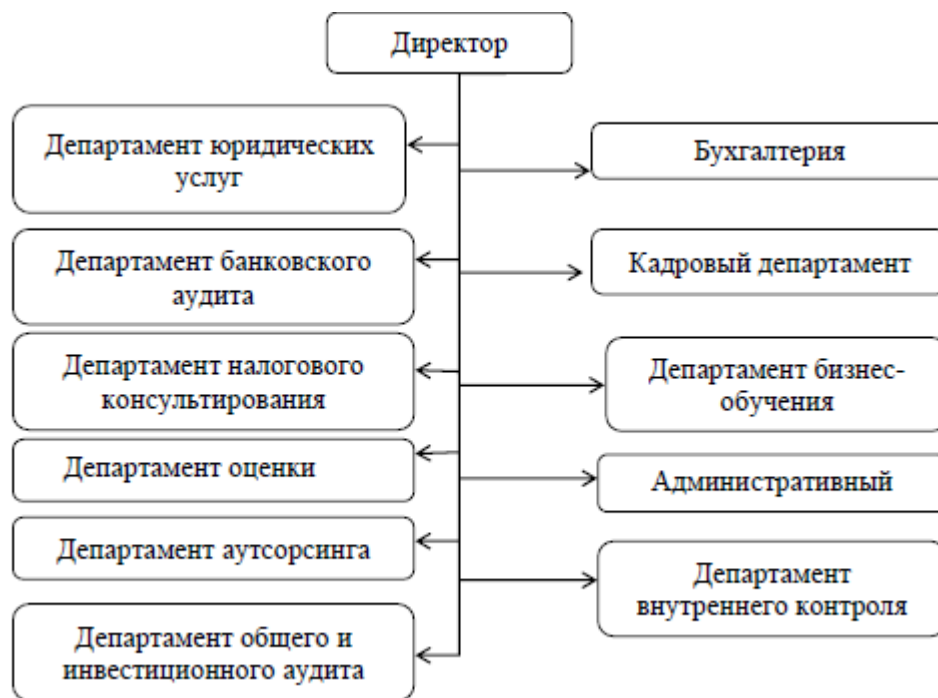 Директор
Департамент юридических
услуг
Департамент банковского
аудита
Департамент налогового
консультирования
Департамент оценки
Департамент аутсорсинга
Департамент общего и
инвестиционного аудита
Бухгалтерия
Кадровый департамент
Департамент бизнес-
обучения
Административный
Департамент
внутреннего контроля